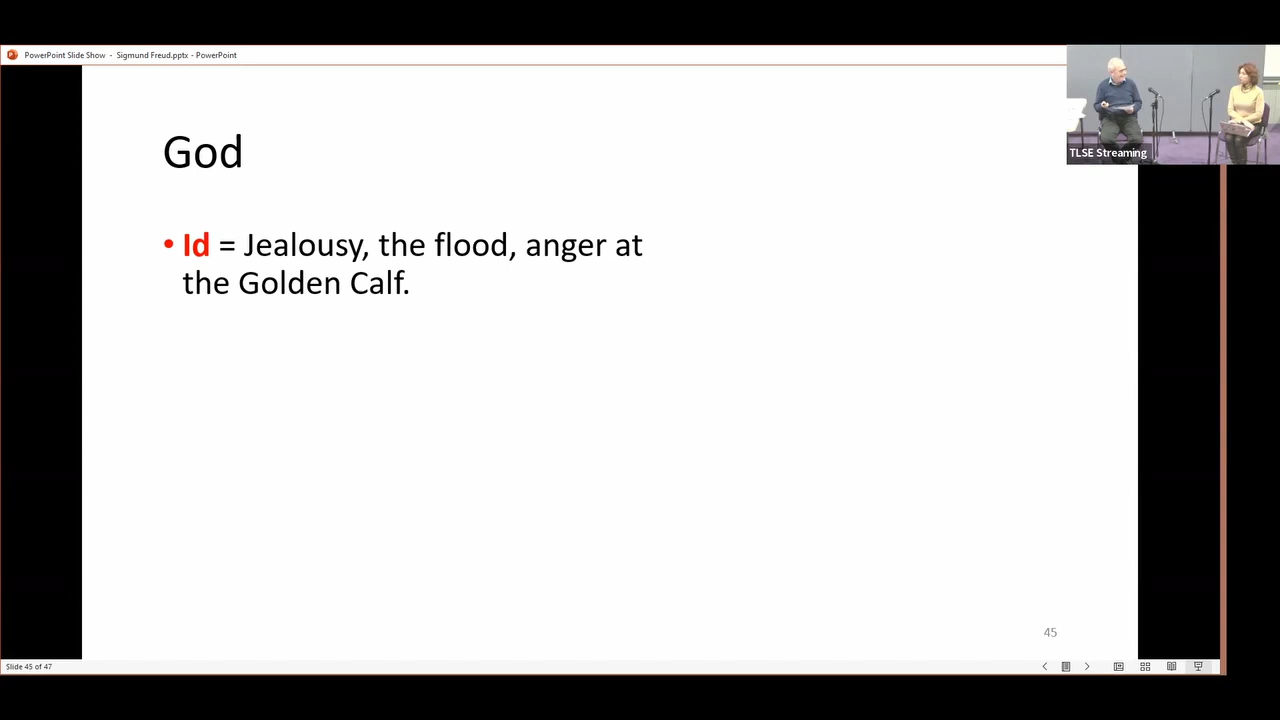 PowerPoint Slide Show - Sigmund Freud.pptx - PowerPoint
TLSE Streaming
God
• Id = Jealousy, the flood, anger at
the Golden Calf.
45
Slide 45 of 47